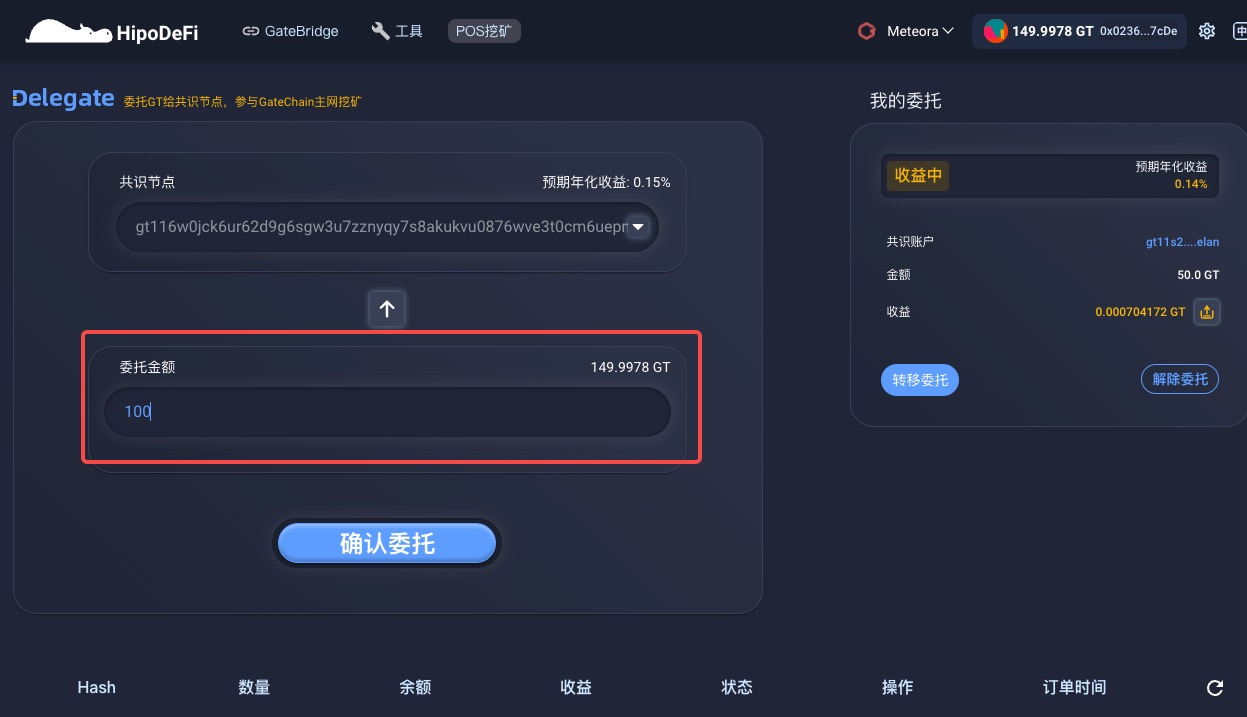 HipoDeFi GateBridge 工具 POS挖矿 Meteora 149.9978 GT 0x0236...7cDe 中
Delegate 委托GT给共识节点，参与GateChain主网挖矿
共识节点 预期年化收益: 0.15%
gt116w0jck6ur62d9g6sgw3u7zznyqy7s8akukvu0876wve3t0cm6uepr
委托金额 149.9978 GT
100
确认委托
我的委托
收益中 预期年化收益
0.14%
共识账户 gt11s2....elan
金额 50.0 GT
收益 0.000704172 GT
转移委托 解除委托
Hash 数量 余额 收益 状态 操作 订单时间